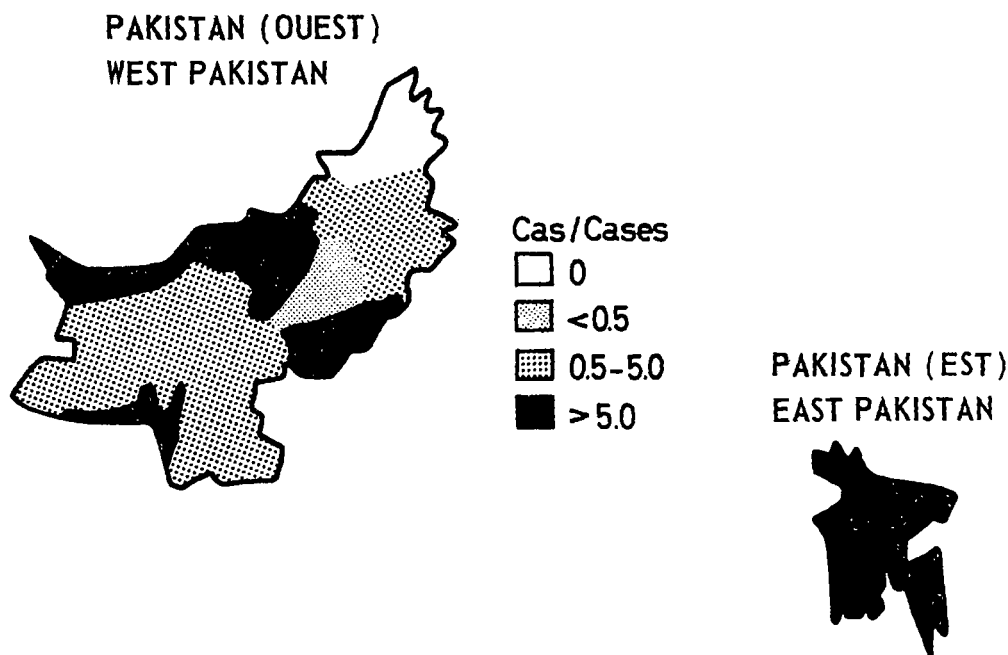 PAKISTAN (OUEST)
WEST PAKISTAN
Cas/Cases
0
<0.5
0.5-5.0
>5.0
PAKISTAN (EST)
EAST PAKISTAN